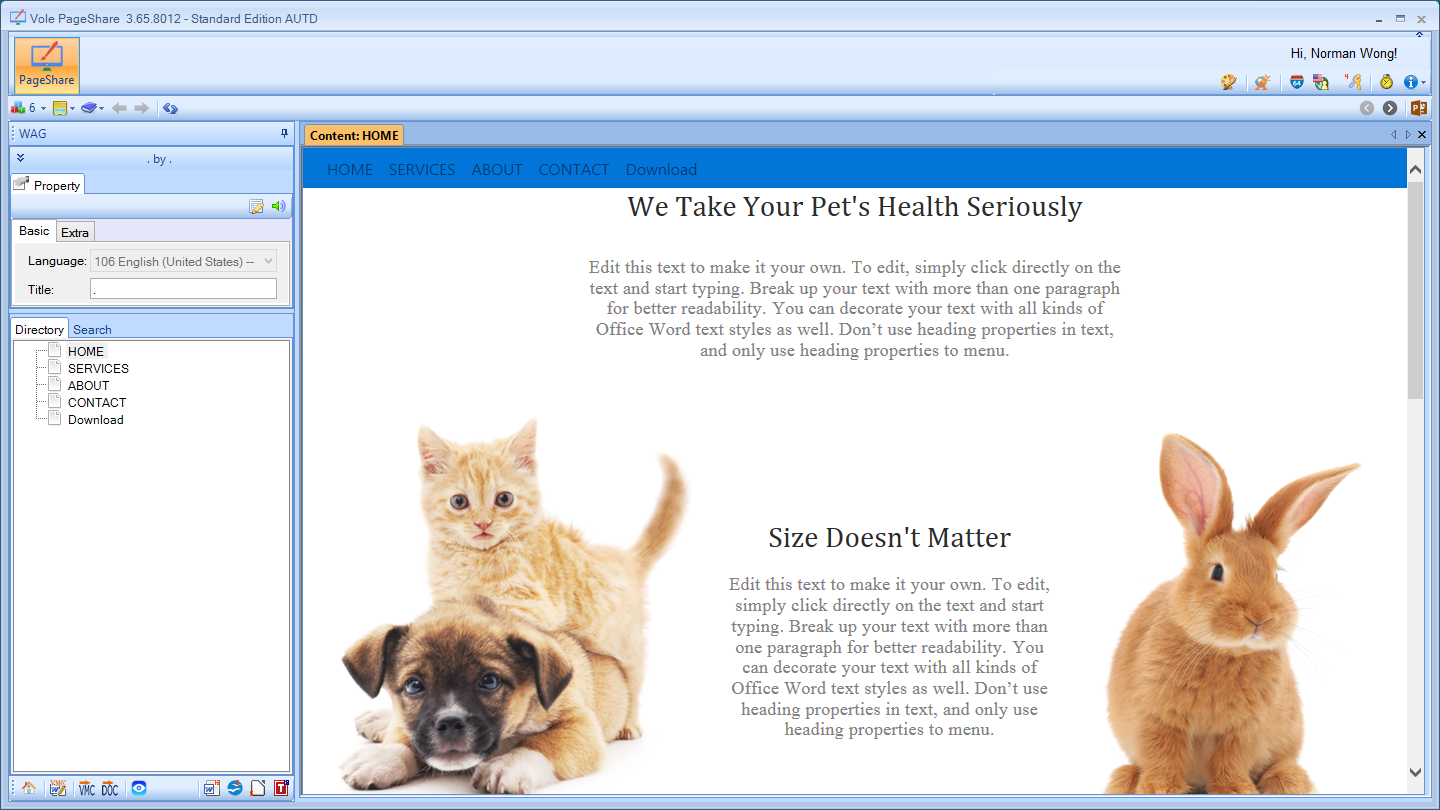 Vole PageShare 3.65.8012 - Standard Edition AUTD
PageShare
Hi, Norman Wong!
6
WAG
. by .
Property
Basic
Extra
Language:
106 English (United States) --
Title:
.
Directory
Search
HOME
SERVICES
ABOUT
CONTACT
Download
VMC
DOC
Content: HOME
HOME SERVICES ABOUT CONTACT Download
We Take Your Pet's Health Seriously
Edit this text to make it your own. To edit, simply click directly on the
text and start typing. Break up your text with more than one paragraph
for better readability. You can decorate your text with all kinds of
Office Word text styles as well. Don’t use heading properties in text,
and only use heading properties to menu.
Size Doesn't Matter
Edit this text to make it your own. To edit,
simply click directly on the text and start
typing. Break up your text with more than
one paragraph for better readability. You
can decorate your text with all kinds of
Office Word text styles as well. Don’t use
heading properties in text, and only use
heading properties to menu.